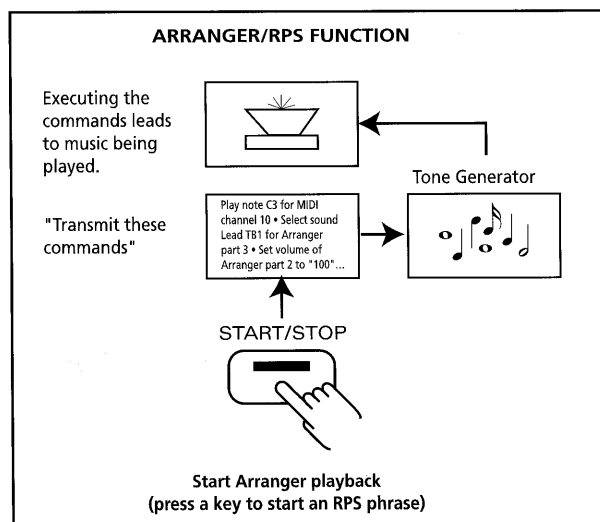 ARRANGER/RPS FUNCTION
Executing the
commands leads
to music being
played.
Tone Generator
"Transmit these
commands"
Play note C3 for MIDI
channel 10 • Select sound
Lead TB1 for Arranger
part 3 • Set volume of
Arranger part 2 to "100"...
START/STOP
Start Arranger playback
(press a key to start an RPS phrase)